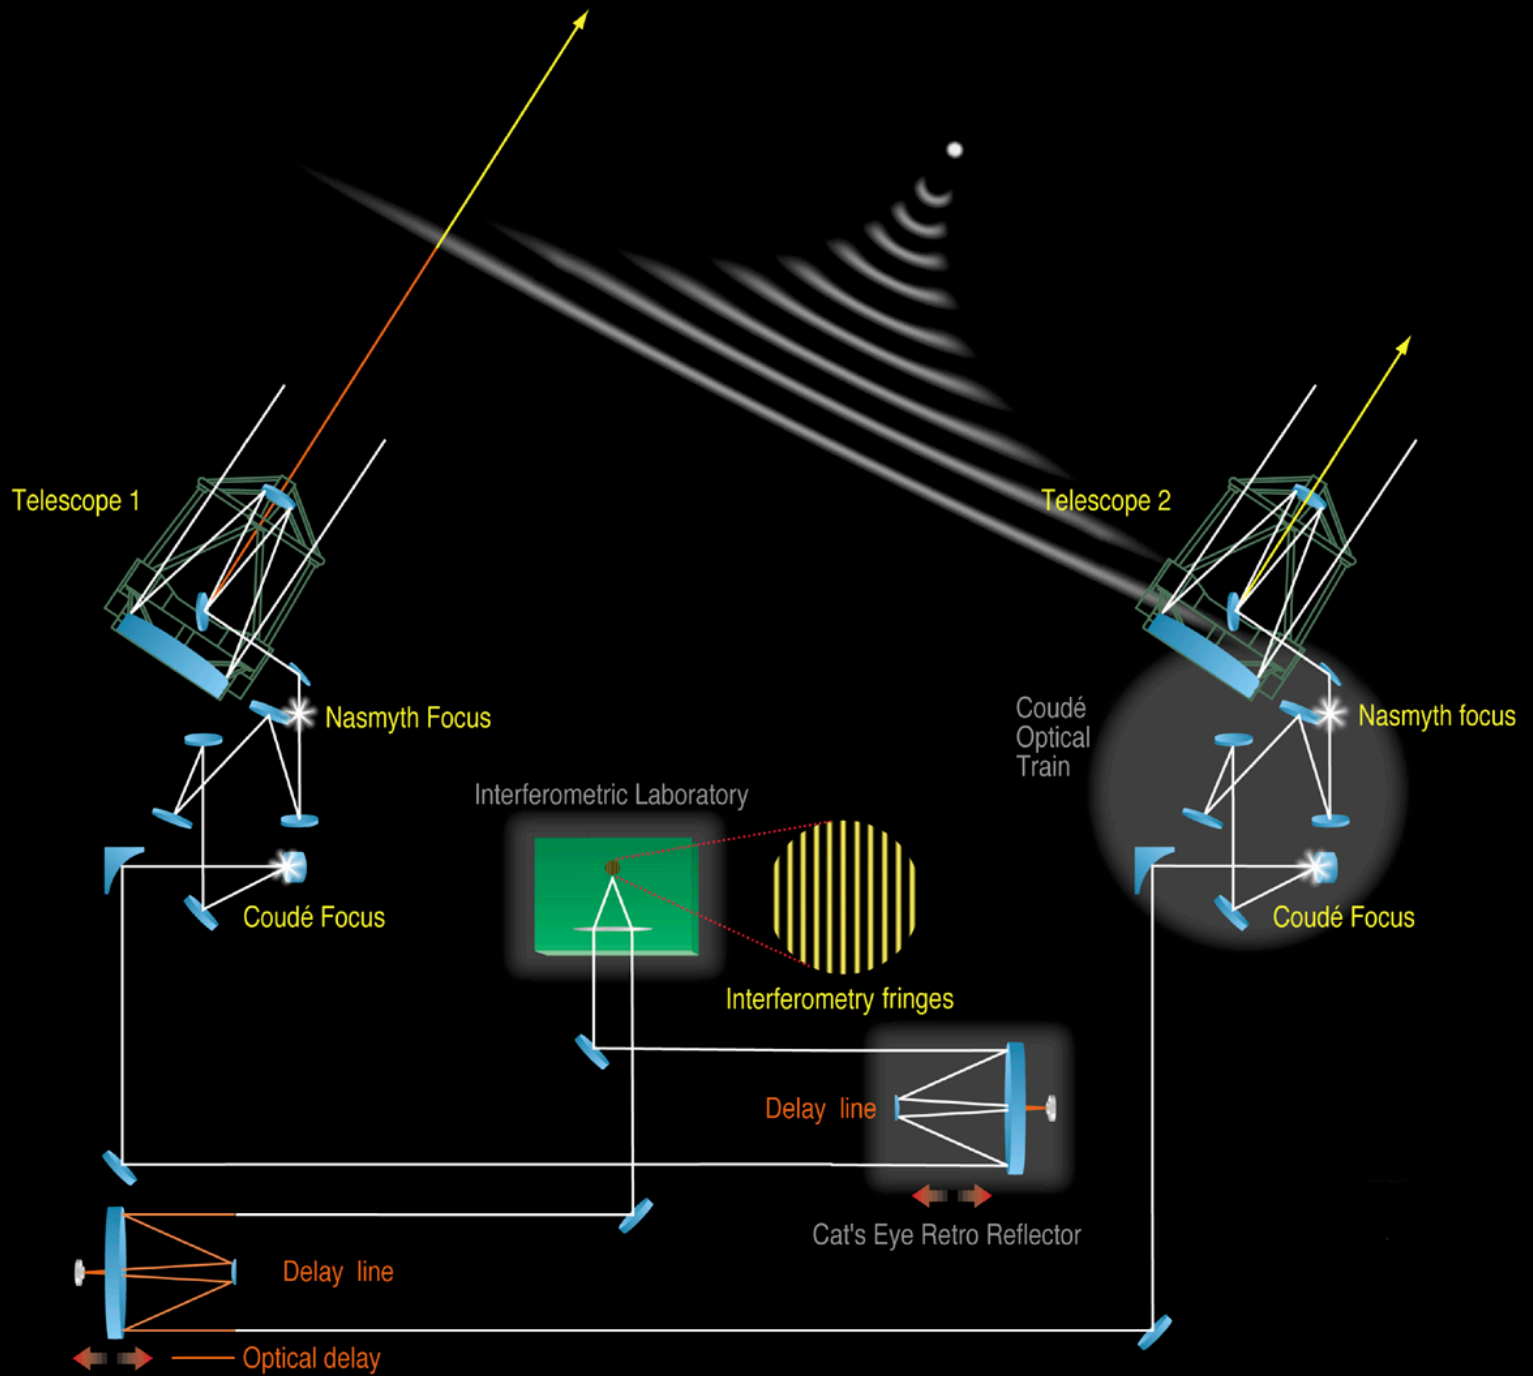 Telescope 1
Telescope 2
Nasmyth Focus
Coudé
Optical
Train
Nasmyth focus
Interferometric Laboratory
Coudé Focus
Coudé Focus
Interferometry fringes
Delay line
Cat's Eye Retro Reflector
Delay line
Optical delay